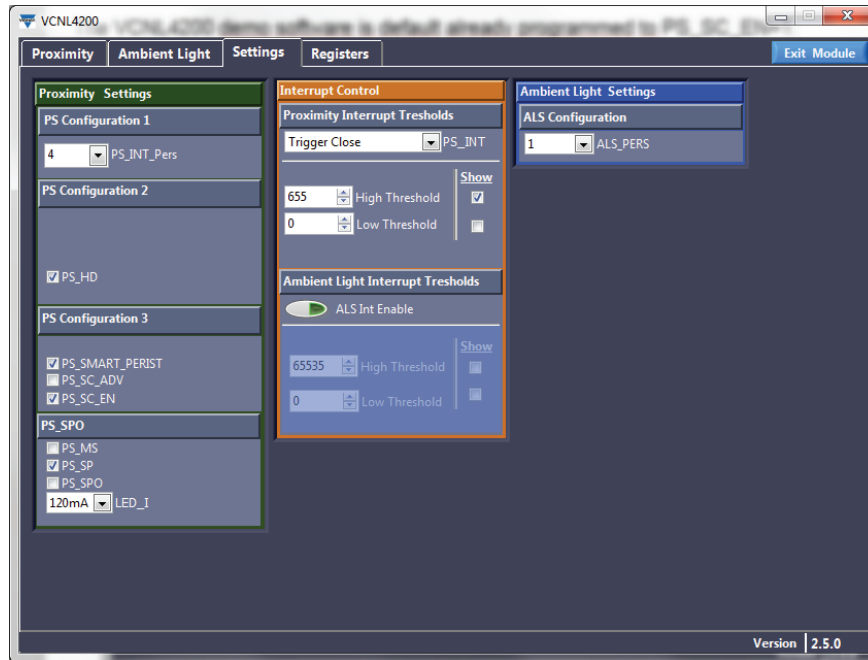 VCNL4200
VCNL4200 demo software is default already programmed to PS_SC_EN
Proximity Ambient Light Settings Registers Exit Module
Proximity Settings
PS Configuration 1
4 PS_INT_Pers
PS Configuration 2
PS_HD
PS Configuration 3
PS_SMART_PERIST
PS_SC_ADV
PS_SC_EN
PS_SPO
PS_MS
PS_SP
PS_SPO
120mA LED_I
Interrupt Control
Proximity Interrupt Tresholds
Trigger Close PS_INT
Show
655 High Threshold
0 Low Threshold
Ambient Light Interrupt Tresholds
ALS Int Enable
Show
65535 High Threshold
0 Low Threshold
Ambient Light Settings
ALS Configuration
1 ALS_PERS
Version 2.5.0